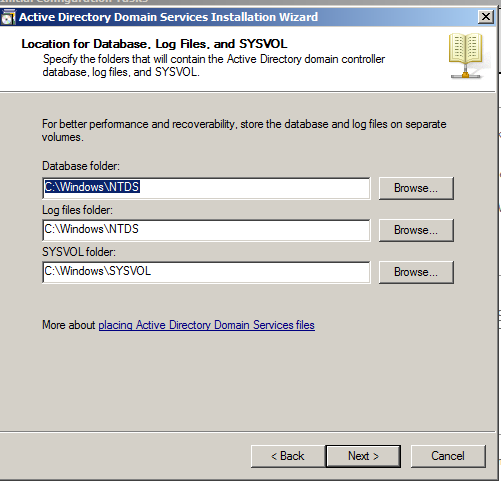 Initial Configuration Tasks
Active Directory Domain Services Installation Wizard
Location for Database, Log Files, and SYSVOL
Specify the folders that will contain the Active Directory domain controller
database, log files, and SYSVOL.
For better performance and recoverability, store the database and log files on separate
volumes.
Database folder:
C:\Windows\NTDS
Browse...
Log files folder:
C:\Windows\NTDS
Browse...
SYSVOL folder:
C:\Windows\SYSVOL
Browse...
More about placing Active Directory Domain Services files
< Back
Next >
Cancel